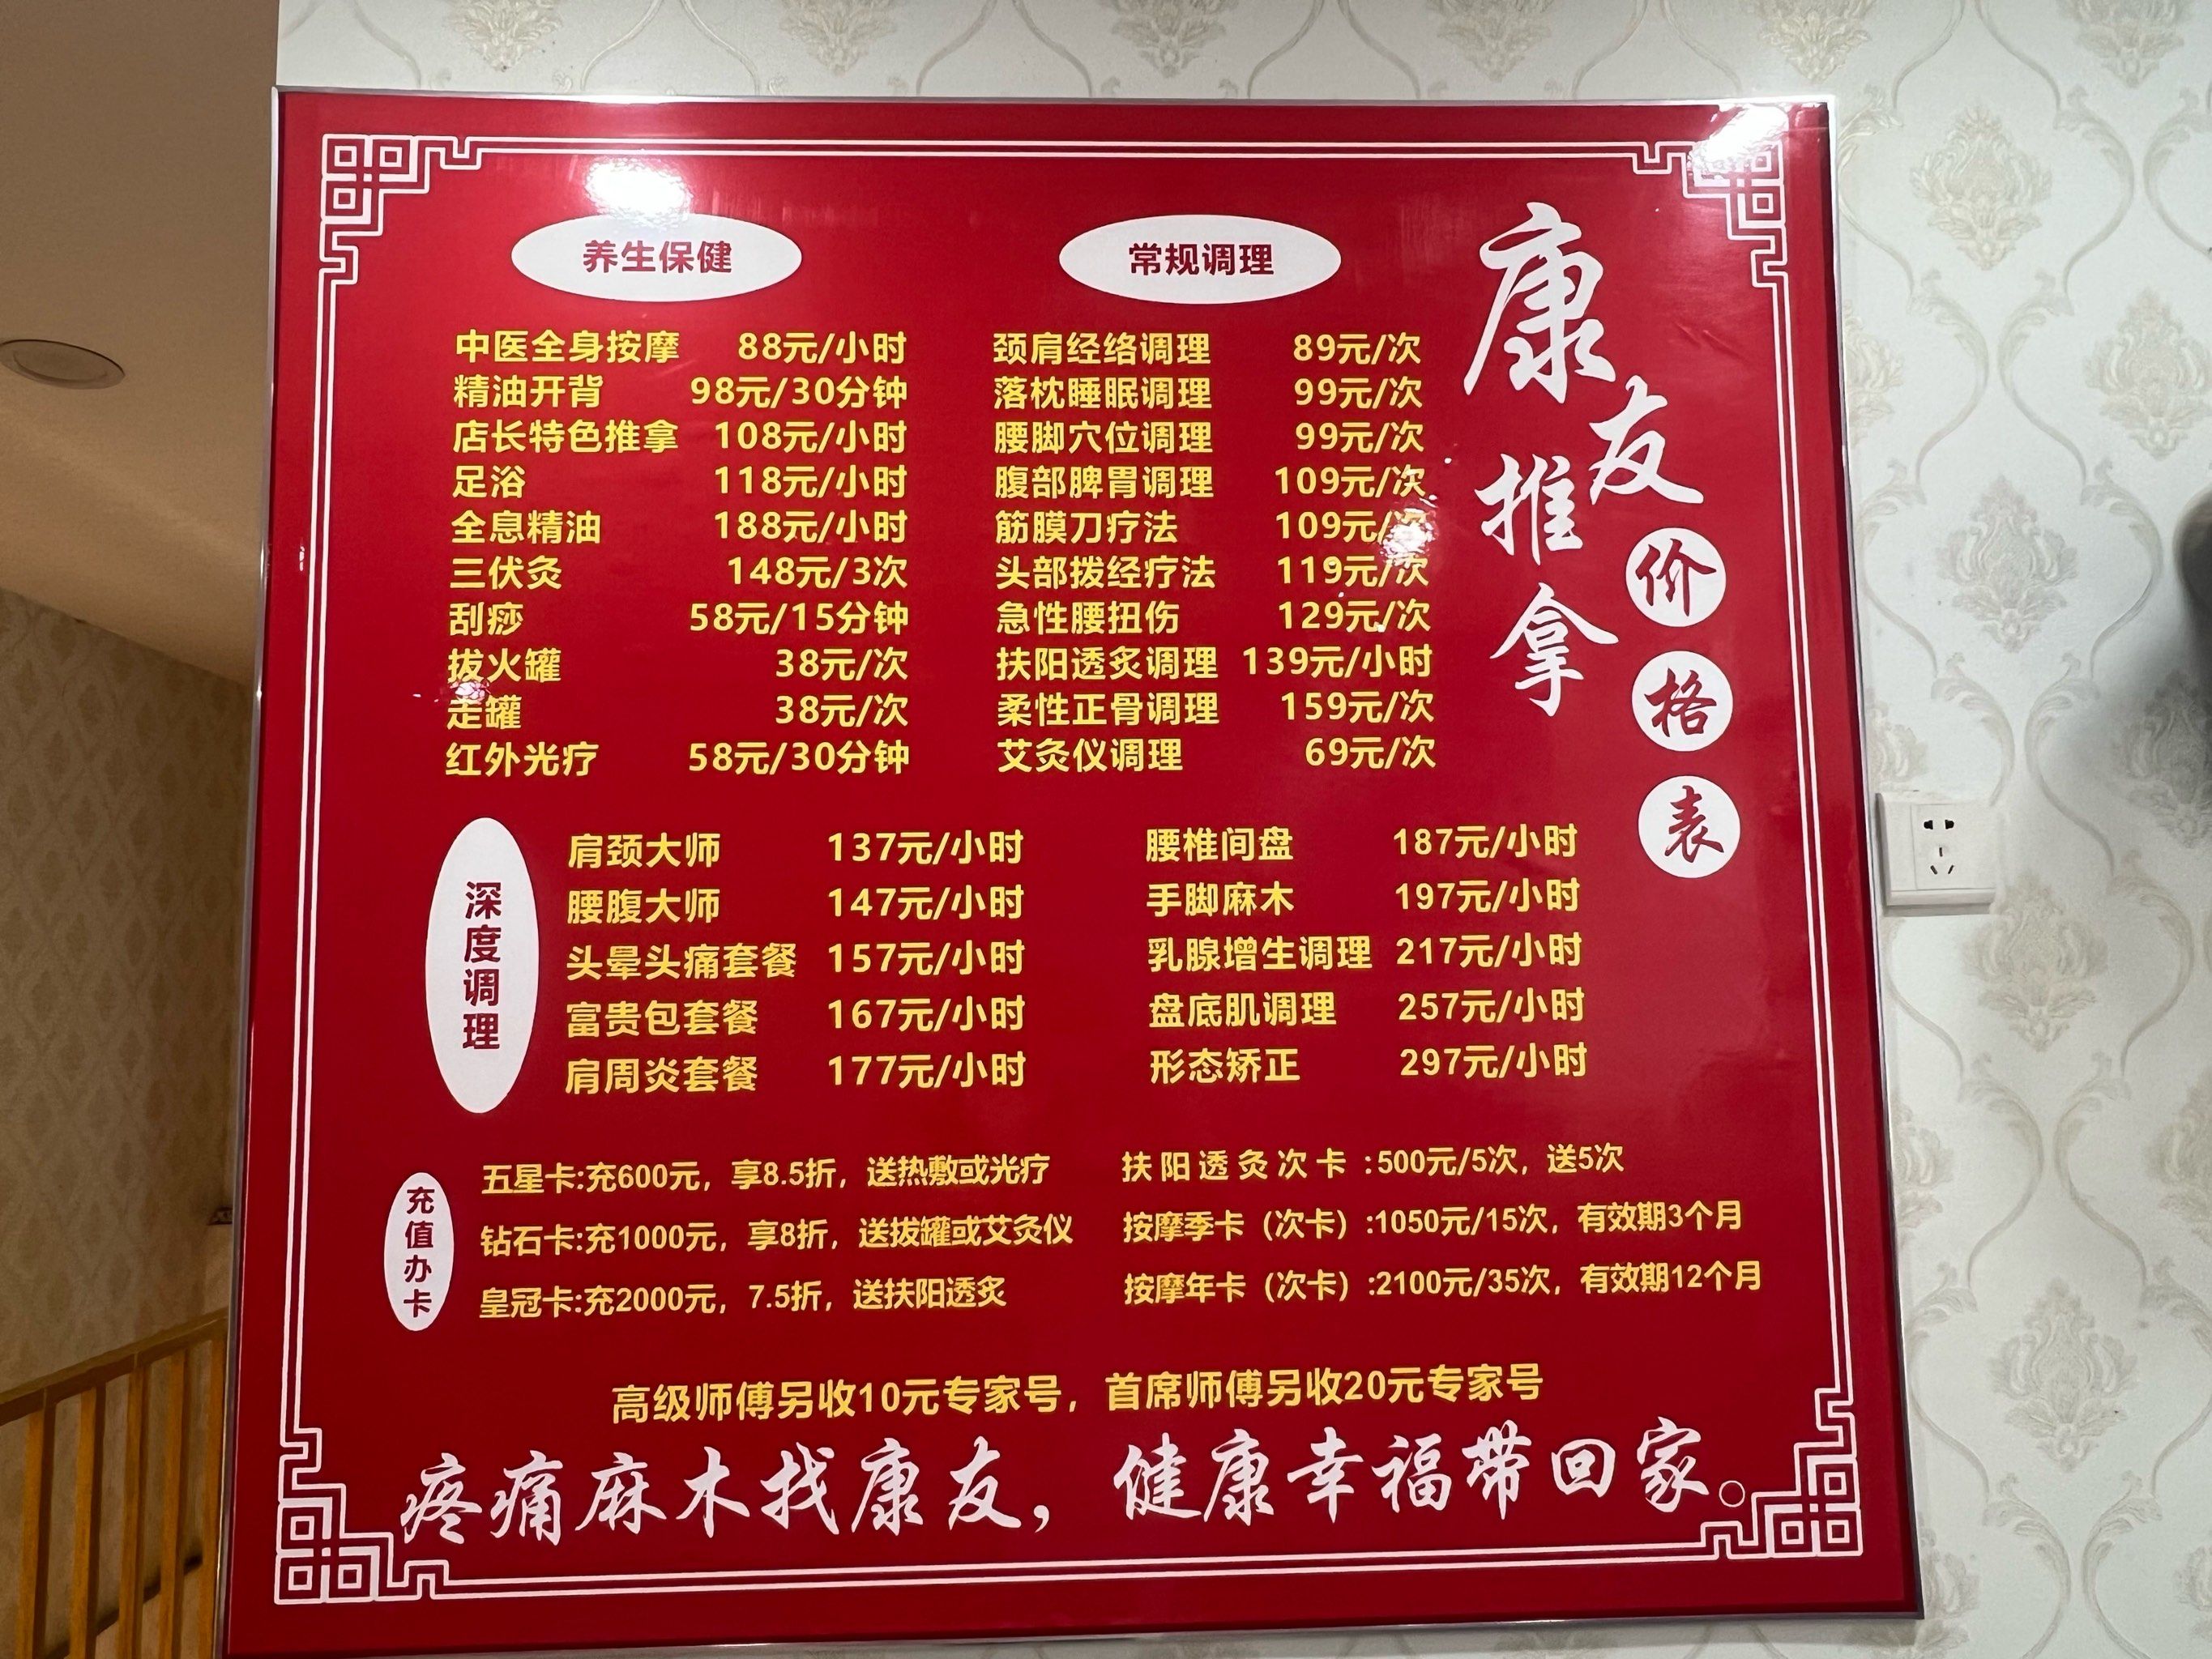 康友推拿
价格表
养生保健
中医全身按摩 88元/小时
精油开背 98元/30分钟
店长特色推拿 108元/小时
足浴 118元/小时
全息精油 188元/小时
三伏灸 148元/3次
刮痧 58元/15分钟
拔火罐 38元/次
走罐 38元/次
红外光疗 58元/30分钟
常规调理
颈肩经络调理 89元/次
落枕睡眠调理 99元/次
腰脚穴位调理 99元/次
腹部脾胃调理 109元/次
筋膜刀疗法 109元/次
头部拨经疗法 119元/次
急性腰扭伤 129元/次
扶阳透炙调理 139元/小时
柔性正骨调理 159元/次
艾灸仪调理 69元/次
深度调理
肩颈大师 137元/小时
腰腹大师 147元/小时
头晕头痛套餐 157元/小时
富贵包套餐 167元/小时
肩周炎套餐 177元/小时
腰椎间盘 187元/小时
手脚麻木 197元/小时
乳腺增生调理 217元/小时
盘底肌调理 257元/小时
形态矫正 297元/小时
充值办卡
五星卡:充600元，享8.5折，送热敷或光疗
钻石卡:充1000元，享8折，送拔罐或艾灸仪
皇冠卡:充2000元，7.5折，送扶阳透炙
扶阳透灸次卡:500元/5次，送5次
按摩季卡（次卡）:1050元/15次，有效期3个月
按摩年卡（次卡）:2100元/35次，有效期12个月
高级师傅另收10元专家号，首席师傅另收20元专家号
疼痛麻木找康友，健康幸福带回家。